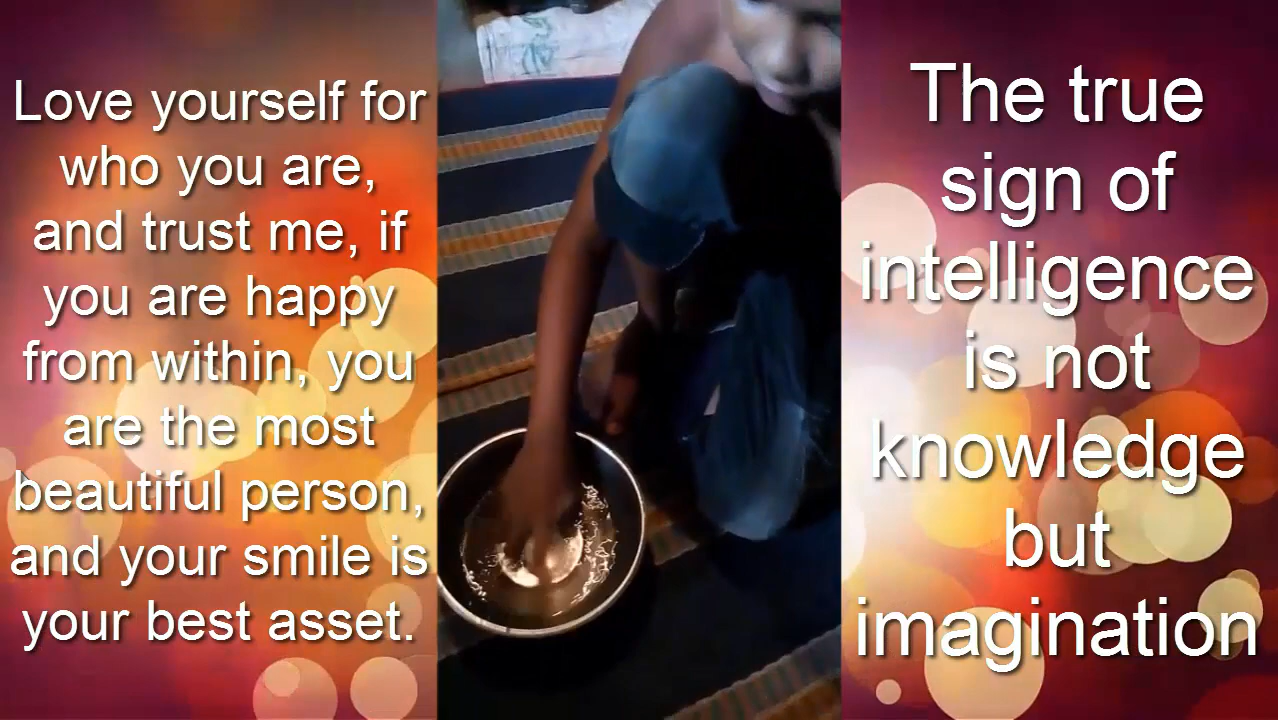 Love yourself for
who you are,
and trust me, if
you are happy
from within, you
are the most
beautiful person,
and your smile is
your best asset.
The true
sign of
intelligence
is not
knowledge
but
imagination